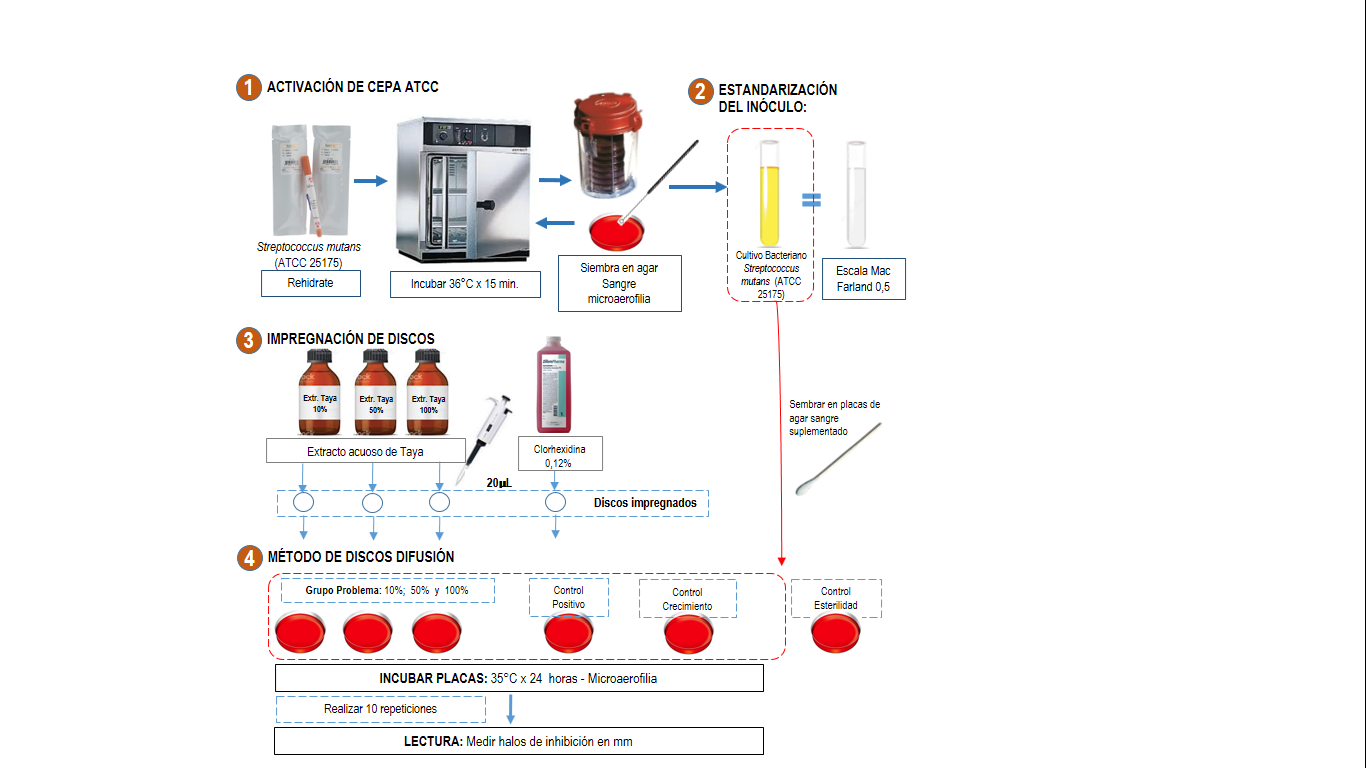 1 ACTIVACIÓN DE CEPA ATCC
Streptococcus mutans
(ATCC 25175)
Rehidrate
Incubar 36°C x 15 min.
Siembra en agar
Sangre
microaerofilia
2 ESTANDARIZACIÓN
DEL INÓCULO:
Cultivo Bacteriano
Streptococcus
mutans (ATCC
25175)
=
Escala Mac
Farland 0,5
3 IMPREGNACIÓN DE DISCOS
Extr. Taya
10%
Extr. Taya
50%
Extr. Taya
100%
Extracto acuoso de Taya
20µL
Clorhexidina
0,12%
Discos impregnados
Sembrar en placas de
agar sangre
suplementado
4 MÉTODO DE DISCOS DIFUSIÓN
Grupo Problema: 10%; 50% y 100%
Control
Positivo
Control
Crecimiento
Control
Esterilidad
INCUBAR PLACAS: 35°C x 24 horas - Microaerofilia
Realizar 10 repeticiones
LECTURA: Medir halos de inhibición en mm